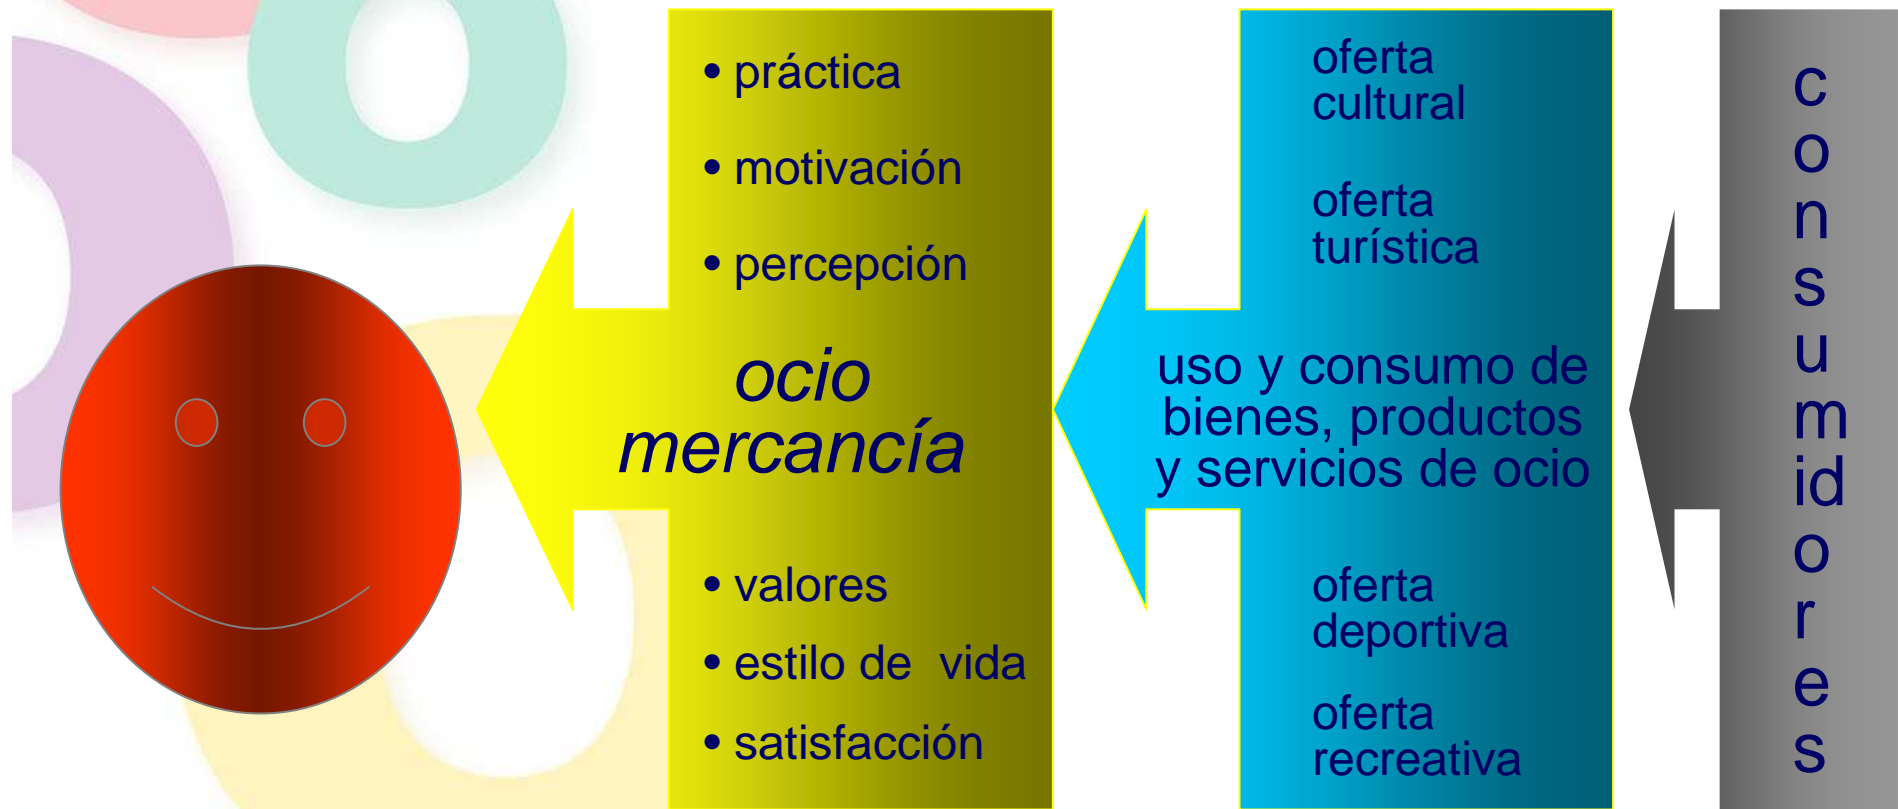 • práctica
• motivación
• percepción
ocio
mercancía
• valores
• estilo de vida
• satisfacción
oferta
cultural
oferta
turística
uso y consumo de
bienes, productos
y servicios de ocio
oferta
deportiva
oferta
recreativa
consumidores